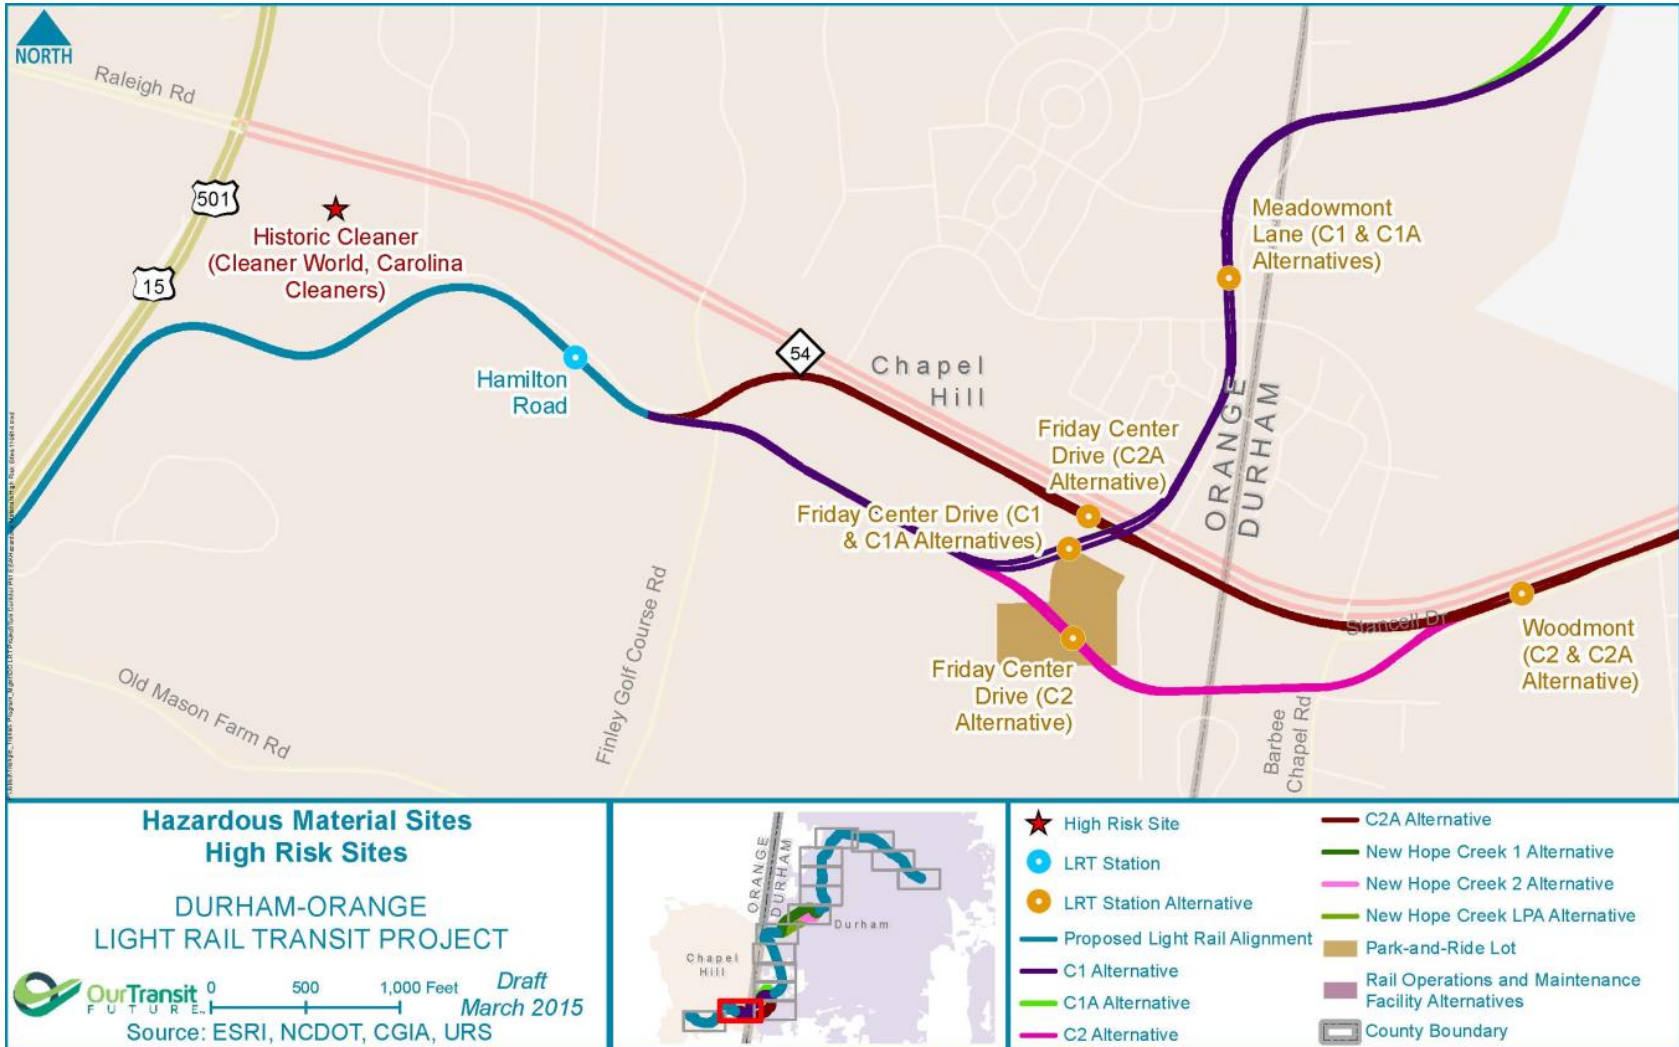 NORTH
Raleigh Rd
501
15
Historic Cleaner
(Cleaner World, Carolina
Cleaners)
Hamilton
Road
54
Chapel
Hill
Meadowmont
Lane (C1 & C1A
Alternatives)
ORANGE
DURHAM
Friday Center
Drive (C2A
Alternative)
Friday Center Drive (C1
& C1A Alternatives)
Friday Center
Drive (C2
Alternative)
Stancell Dr
Woodmont
(C2 & C2A
Alternative)
Finley Golf Course Rd
Old Mason Farm Rd
Barbee
Chapel Rd
Hazardous Material Sites
High Risk Sites
DURHAM-ORANGE
LIGHT RAIL TRANSIT PROJECT
OurTransit
FUTURE
0 500 1,000 Feet
Draft
March 2015
Source: ESRI, NCDOT, CGIA, URS
ORANGE
DURHAM
Durham
Chapel
Hill
High Risk Site
LRT Station
LRT Station Alternative
Proposed Light Rail Alignment
C1 Alternative
C1A Alternative
C2 Alternative
C2A Alternative
New Hope Creek 1 Alternative
New Hope Creek 2 Alternative
New Hope Creek LPA Alternative
Park-and-Ride Lot
Rail Operations and Maintenance
Facility Alternatives
County Boundary